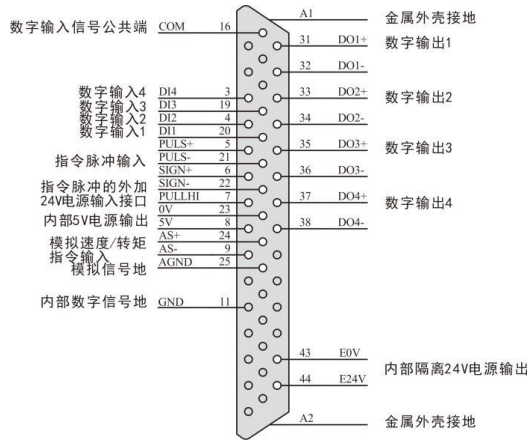 数字输入信号公共端 COM 16
数字输入4 DI4 3
数字输入3 DI3 19
数字输入2 DI2 4
数字输入1 DI1 20
PULS+ 5
指令脉冲输入 PULS- 21
SIGN+ 6
指令脉冲的外加 SIGN- 22
24V电源输入接口 PULLHI 7
0V 23
内部5V电源输出 5V 8
模拟速度/转矩 AS+ 24
指令输入 AS- 9
模拟信号地 AGND 25
内部数字信号地 GND 11
A1 金属外壳接地
31 DO1+ 数字输出1
32 DO1-
33 DO2+ 数字输出2
34 DO2-
35 DO3+ 数字输出3
36 DO3-
37 DO4+ 数字输出4
38 DO4-
43 E0V
内部隔离24V电源输出
44 E24V
A2 金属外壳接地